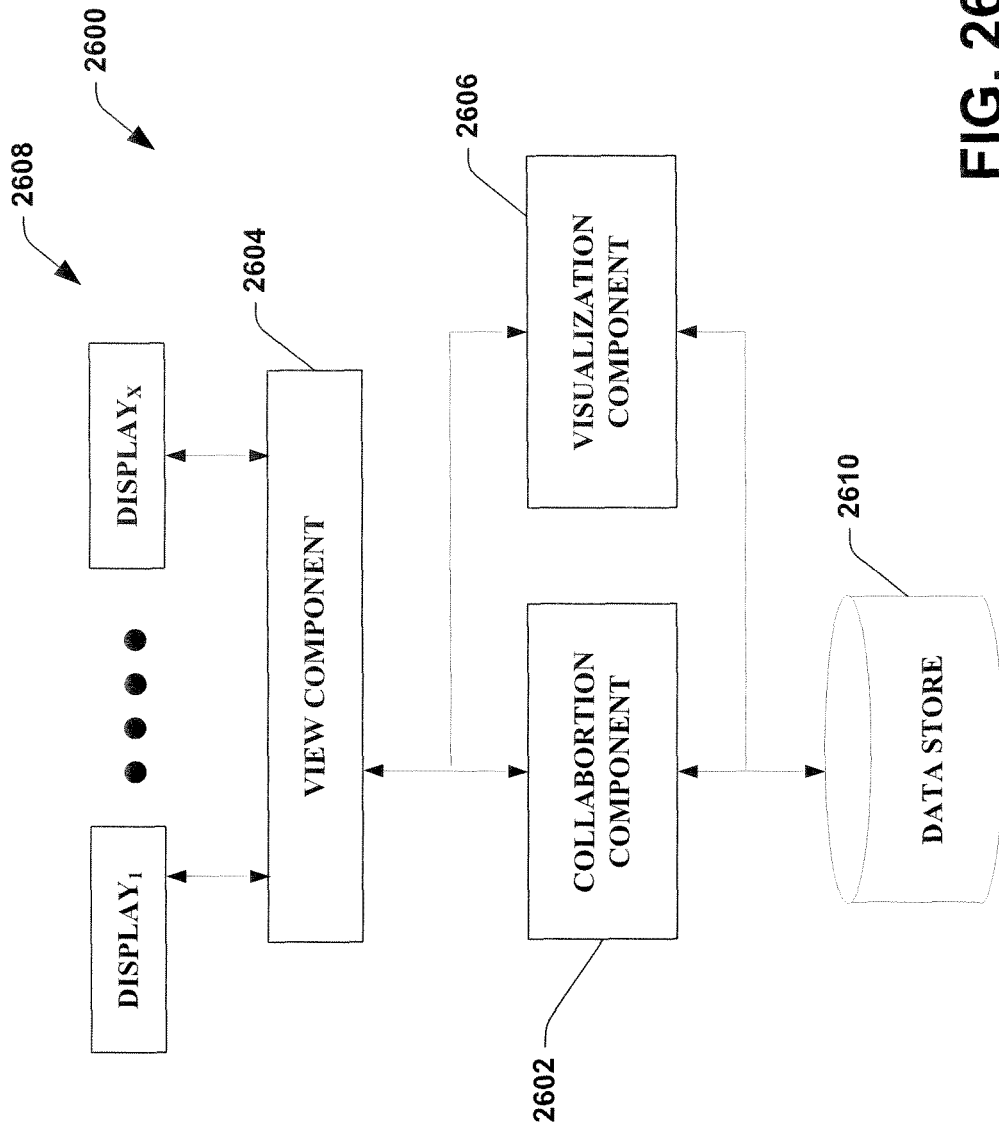 2600
2608
DISPLAY1
DISPLAYX
2604
VIEW COMPONENT
2606
COLLABORTION
COMPONENT
VISUALIZATION
COMPONENT
2602
2610
DATA STORE
FIG. 26